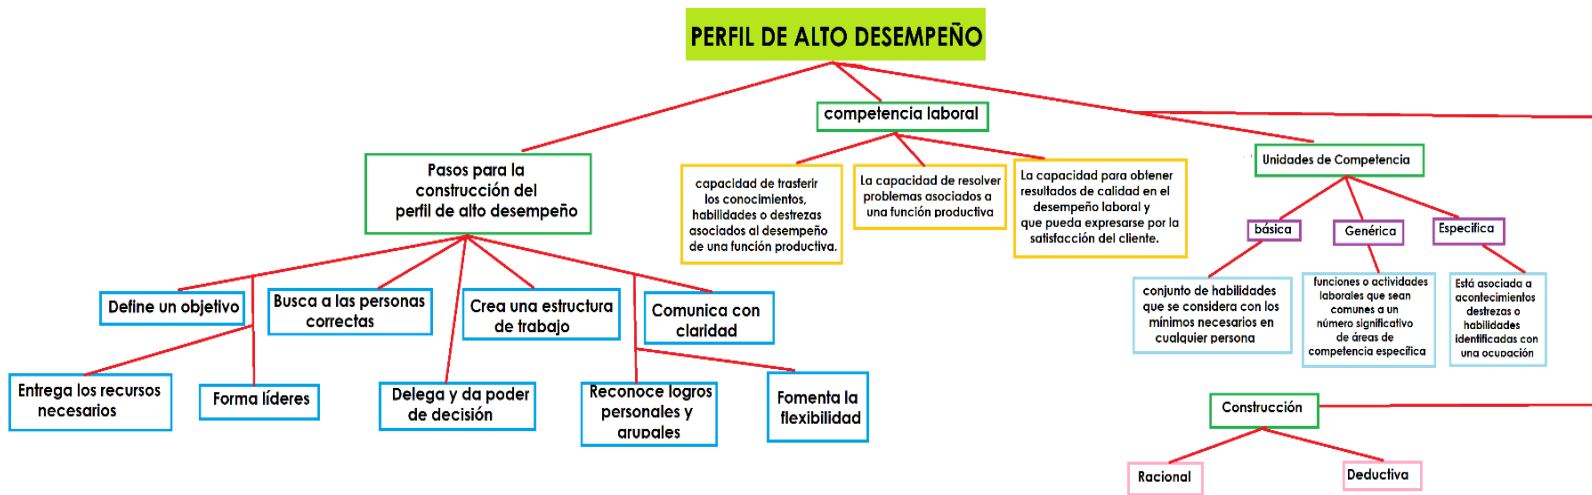 PERFIL DE ALTO DESEMPEÑO
competencia laboral
Pasos para la
construcción del
perfil de alto desempeño
capacidad de trasferir
los conocimientos,
habilidades o destrezas
asociados al desempeño
de una función productiva.
La capacidad de resolver
problemas asociados a
una función productiva
La capacidad para obtener
resultados de calidad en el
desempeño laboral y
que pueda expresarse por la
satisfacción del cliente.
Unidades de Competencia
básica
Genérica
Especifica
Define un objetivo
Busca a las personas
correctas
Crea una estructura
de trabajo
Comunica con
claridad
conjunto de habilidades
que se considera con los
mínimos necesarios en
cualquier persona
funciones o actividades
laborales que sean
comunes a un
número significativo
de áreas de
competencia específica
Está asociada a
acontecimientos
destrezas o
habilidades
identificadas con
una ocupación
Entrega los recursos
necesarios
Forma líderes
Delega y da poder
de decisión
Reconoce logros
personales y
grupales
Fomenta la
flexibilidad
Construcción
Racional
Deductiva